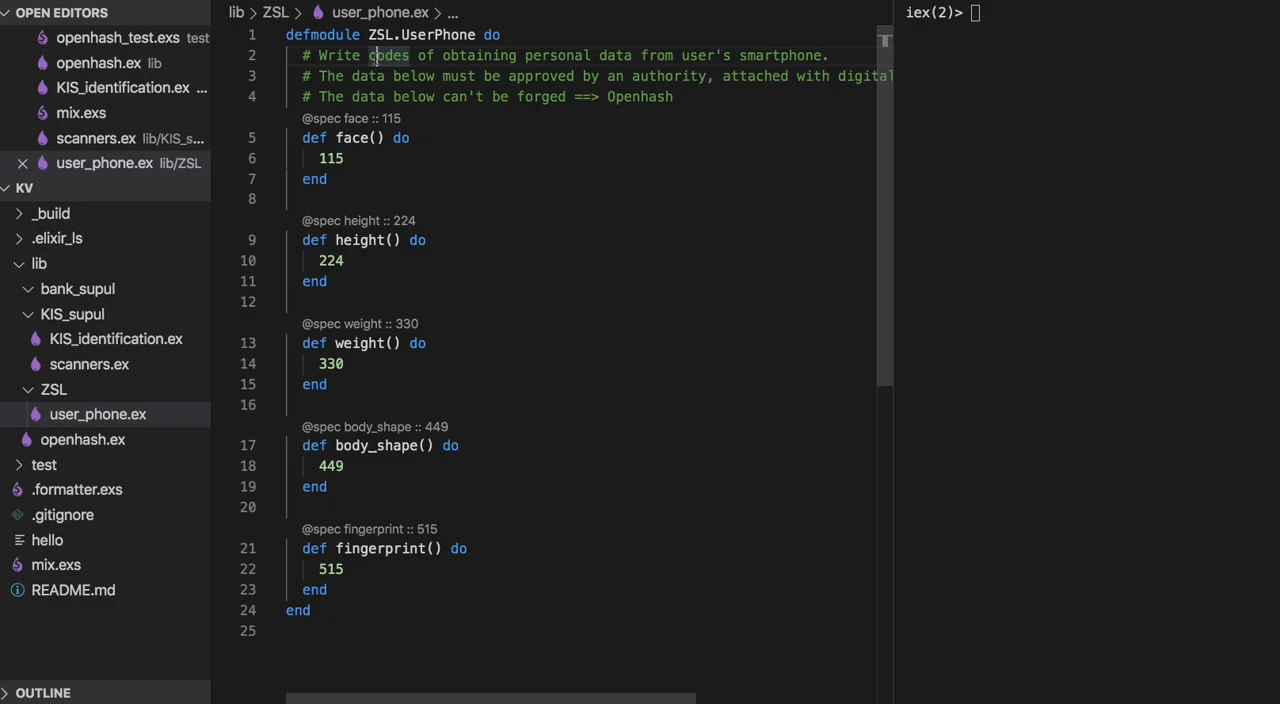 OPEN EDITORS
openhash_test.exs test
openhash.ex lib
KIS_identification.ex ...
mix.exs
scanners.ex lib/KIS_s...
user_phone.ex lib/ZSL
KV
_build
.elixir_ls
lib
bank_supul
KIS_supul
KIS_identification.ex
scanners.ex
ZSL
user_phone.ex
openhash.ex
test
.formatter.exs
.gitignore
hello
mix.exs
README.md
OUTLINE
lib > ZSL > user_phone.ex > ...
1 defmodule ZSL.UserPhone do
2 # Write codes of obtaining personal data from user's smartphone.
3 # The data below must be approved by an authority, attached with digital
4 # The data below can't be forged ==> Openhash
@spec face :: 115
5 def face() do
6 115
7 end
8
@spec height :: 224
9 def height() do
10 224
11 end
12
@spec weight :: 330
13 def weight() do
14 330
15 end
16
@spec body_shape :: 449
17 def body_shape() do
18 449
19 end
20
@spec fingerprint :: 515
21 def fingerprint() do
22 515
23 end
24 end
25
iex(2)>